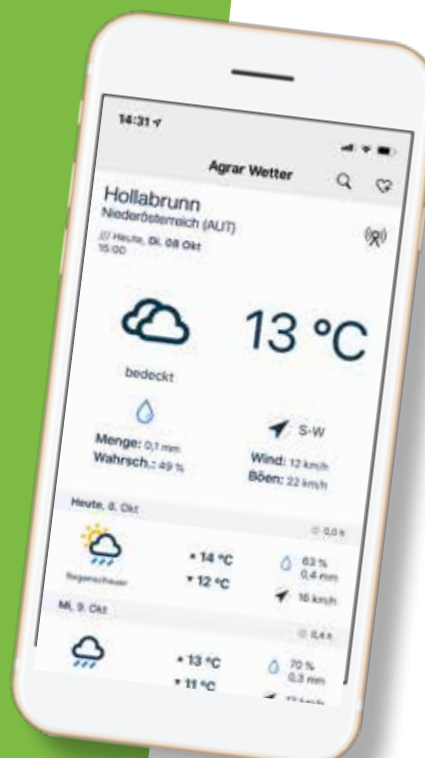 14:31
Agrar Wetter
Hollabrunn
Niederösterreich (AUT)
/// Heute, Di. 08 Okt
15:00
13 °C
bedeckt
S-W
Menge: 0,1 mm
Wahrsch.: 49 %
Wind: 12 km/h
Böen: 22 km/h
Heute, 8. Okt
0,0 h
Regenschauer
14 °C
12 °C
63 %
0,4 mm
16 km/h
Mi, 9. Okt
0,4 h
13 °C
11 °C
70 %
0,3 mm